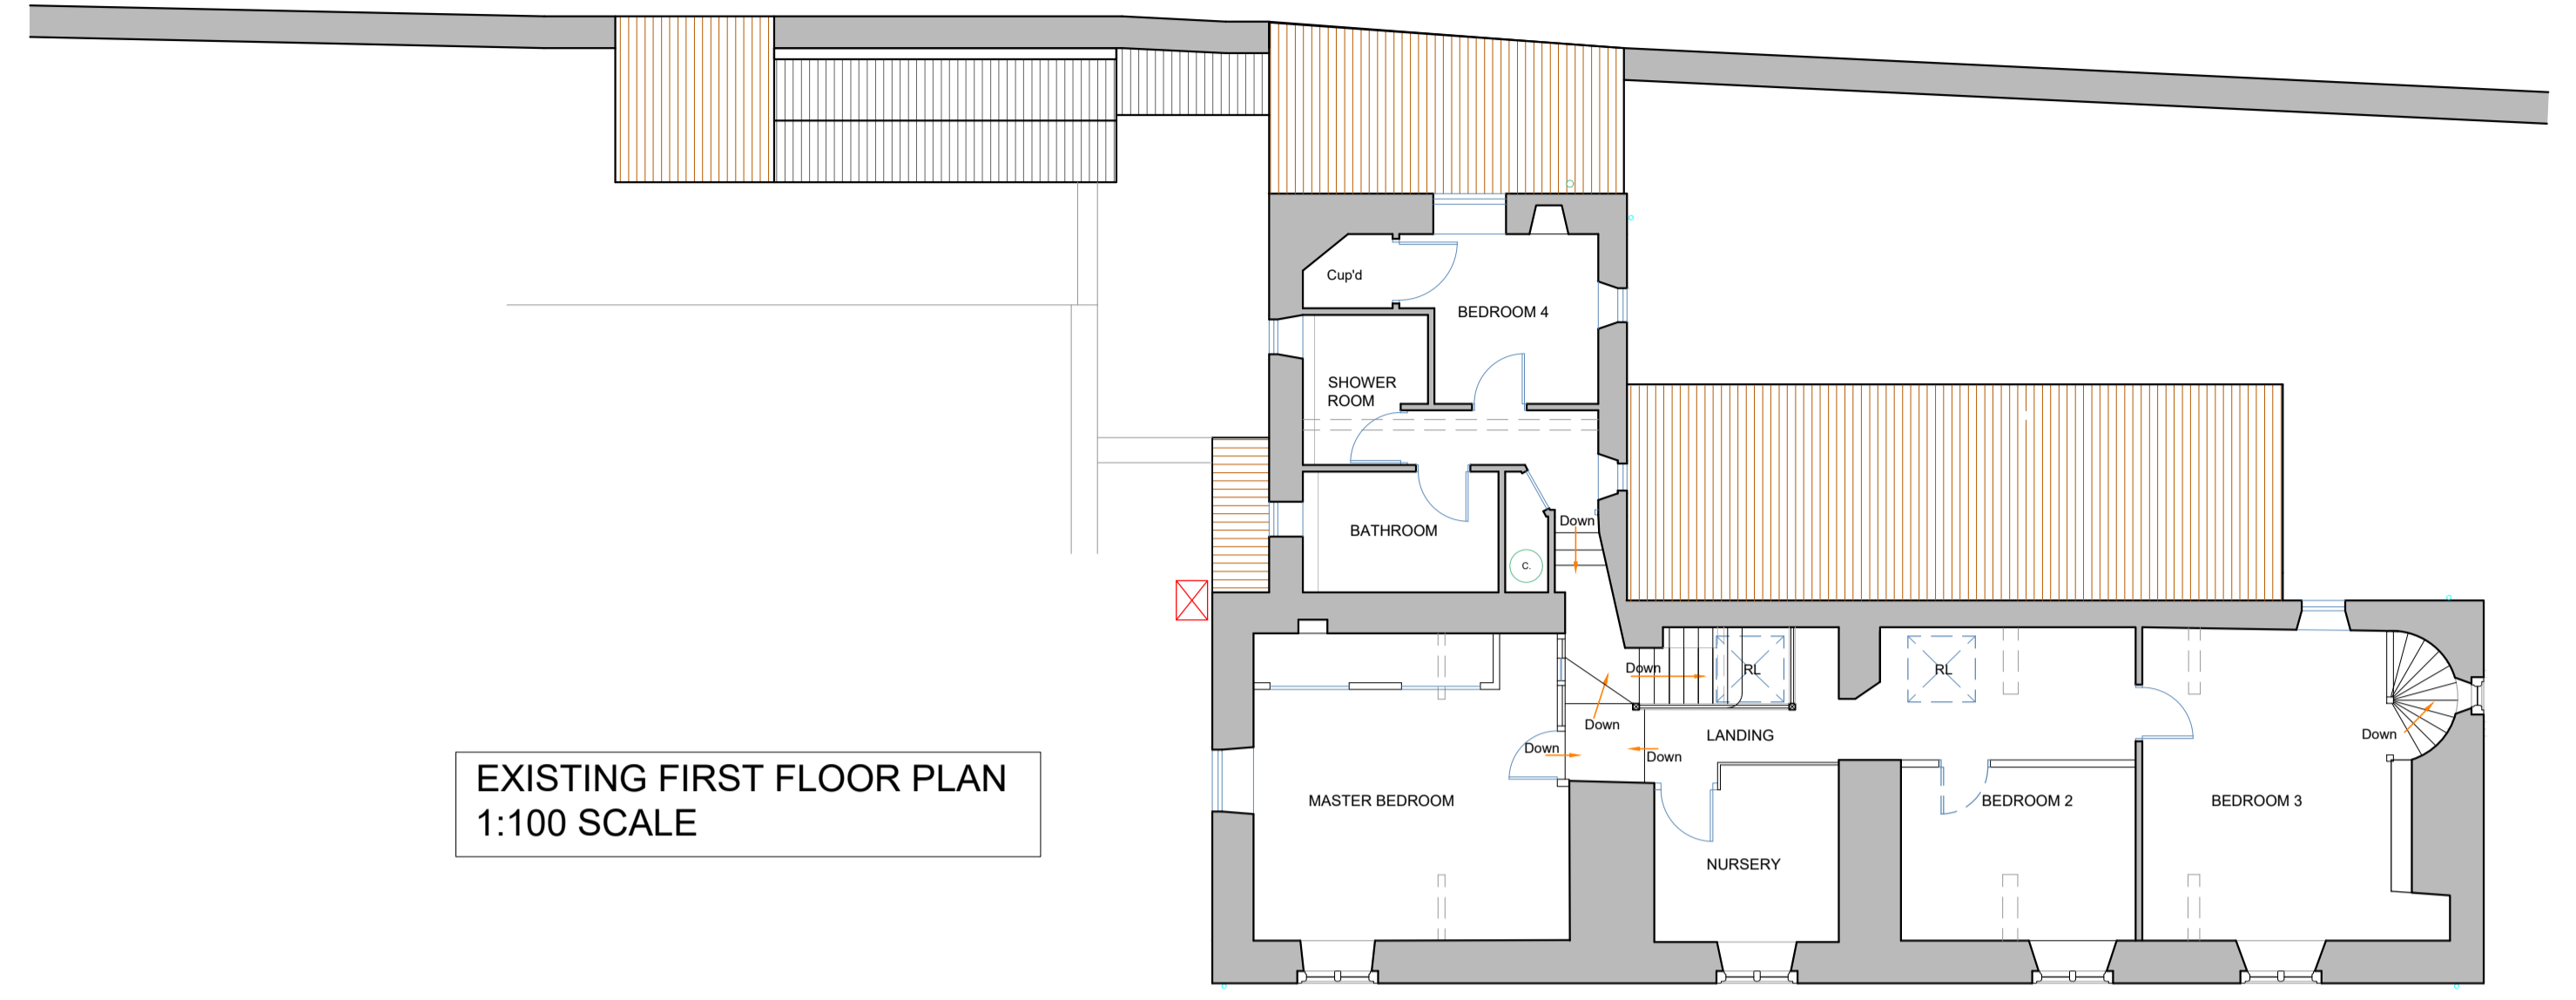 Cup'd
BEDROOM 4
SHOWER
ROOM
Down
BATHROOM
C.
Down
RL
RL
Down
LANDING
Down
Down
Down
EXISTING FIRST FLOOR PLAN
1:100 SCALE
MASTER BEDROOM
BEDROOM 2
BEDROOM 3
NURSERY